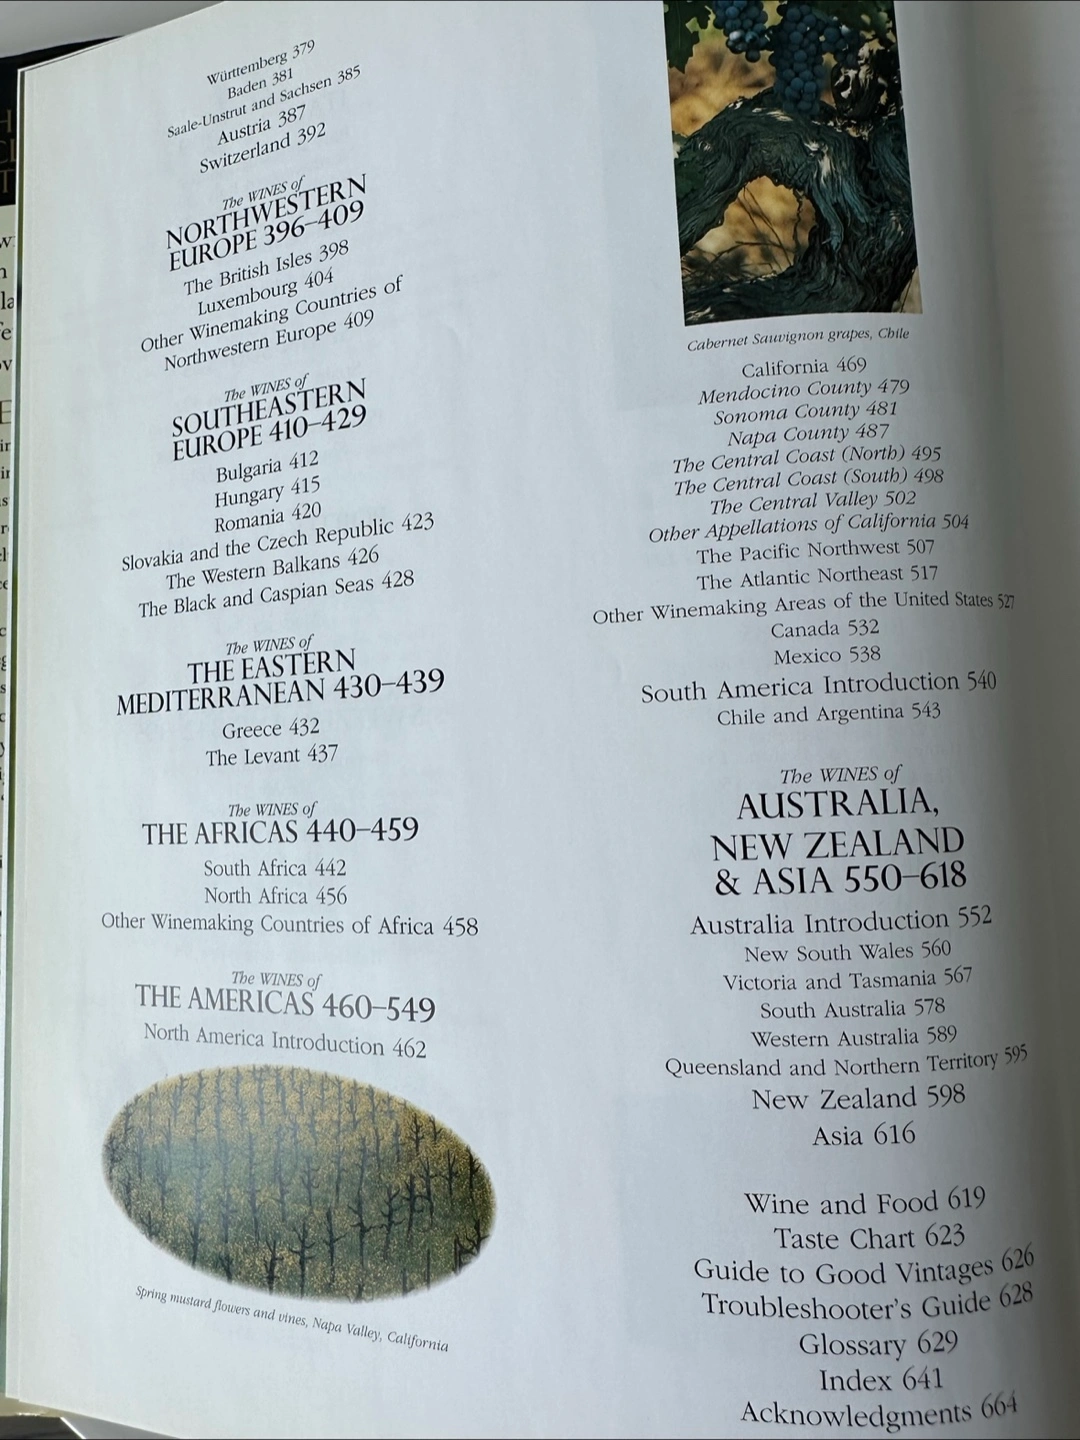 Württemberg 379
Baden 381
Saale-Unstrut and Sachsen 385
Austria 387
Switzerland 392
The WINES of
NORTHWESTERN
EUROPE 396–409
The British Isles 398
Luxembourg 404
Other Winemaking Countries of
Northwestern Europe 409
The WINES of
SOUTHEASTERN
EUROPE 410–429
Bulgaria 412
Hungary 415
Romania 420
Slovakia and the Czech Republic 423
The Western Balkans 426
The Black and Caspian Seas 428
The WINES of
THE EASTERN
MEDITERRANEAN 430–439
Greece 432
The Levant 437
The WINES of
THE AFRICAS 440–459
South Africa 442
North Africa 456
Other Winemaking Countries of Africa 458
The WINES of
THE AMERICAS 460–549
North America Introduction 462
Spring mustard flowers and vines, Napa Valley, California
Cabernet Sauvignon grapes, Chile
California 469
Mendocino County 479
Sonoma County 481
Napa County 487
The Central Coast (North) 495
The Central Coast (South) 498
The Central Valley 502
Other Appellations of California 504
The Pacific Northwest 507
The Atlantic Northeast 517
Other Winemaking Areas of the United States 527
Canada 532
Mexico 538
South America Introduction 540
Chile and Argentina 543
The WINES of
AUSTRALIA,
NEW ZEALAND
& ASIA 550–618
Australia Introduction 552
New South Wales 560
Victoria and Tasmania 567
South Australia 578
Western Australia 589
Queensland and Northern Territory 595
New Zealand 598
Asia 616
Wine and Food 619
Taste Chart 623
Guide to Good Vintages 626
Troubleshooter's Guide 628
Glossary 629
Index 641
Acknowledgments 664